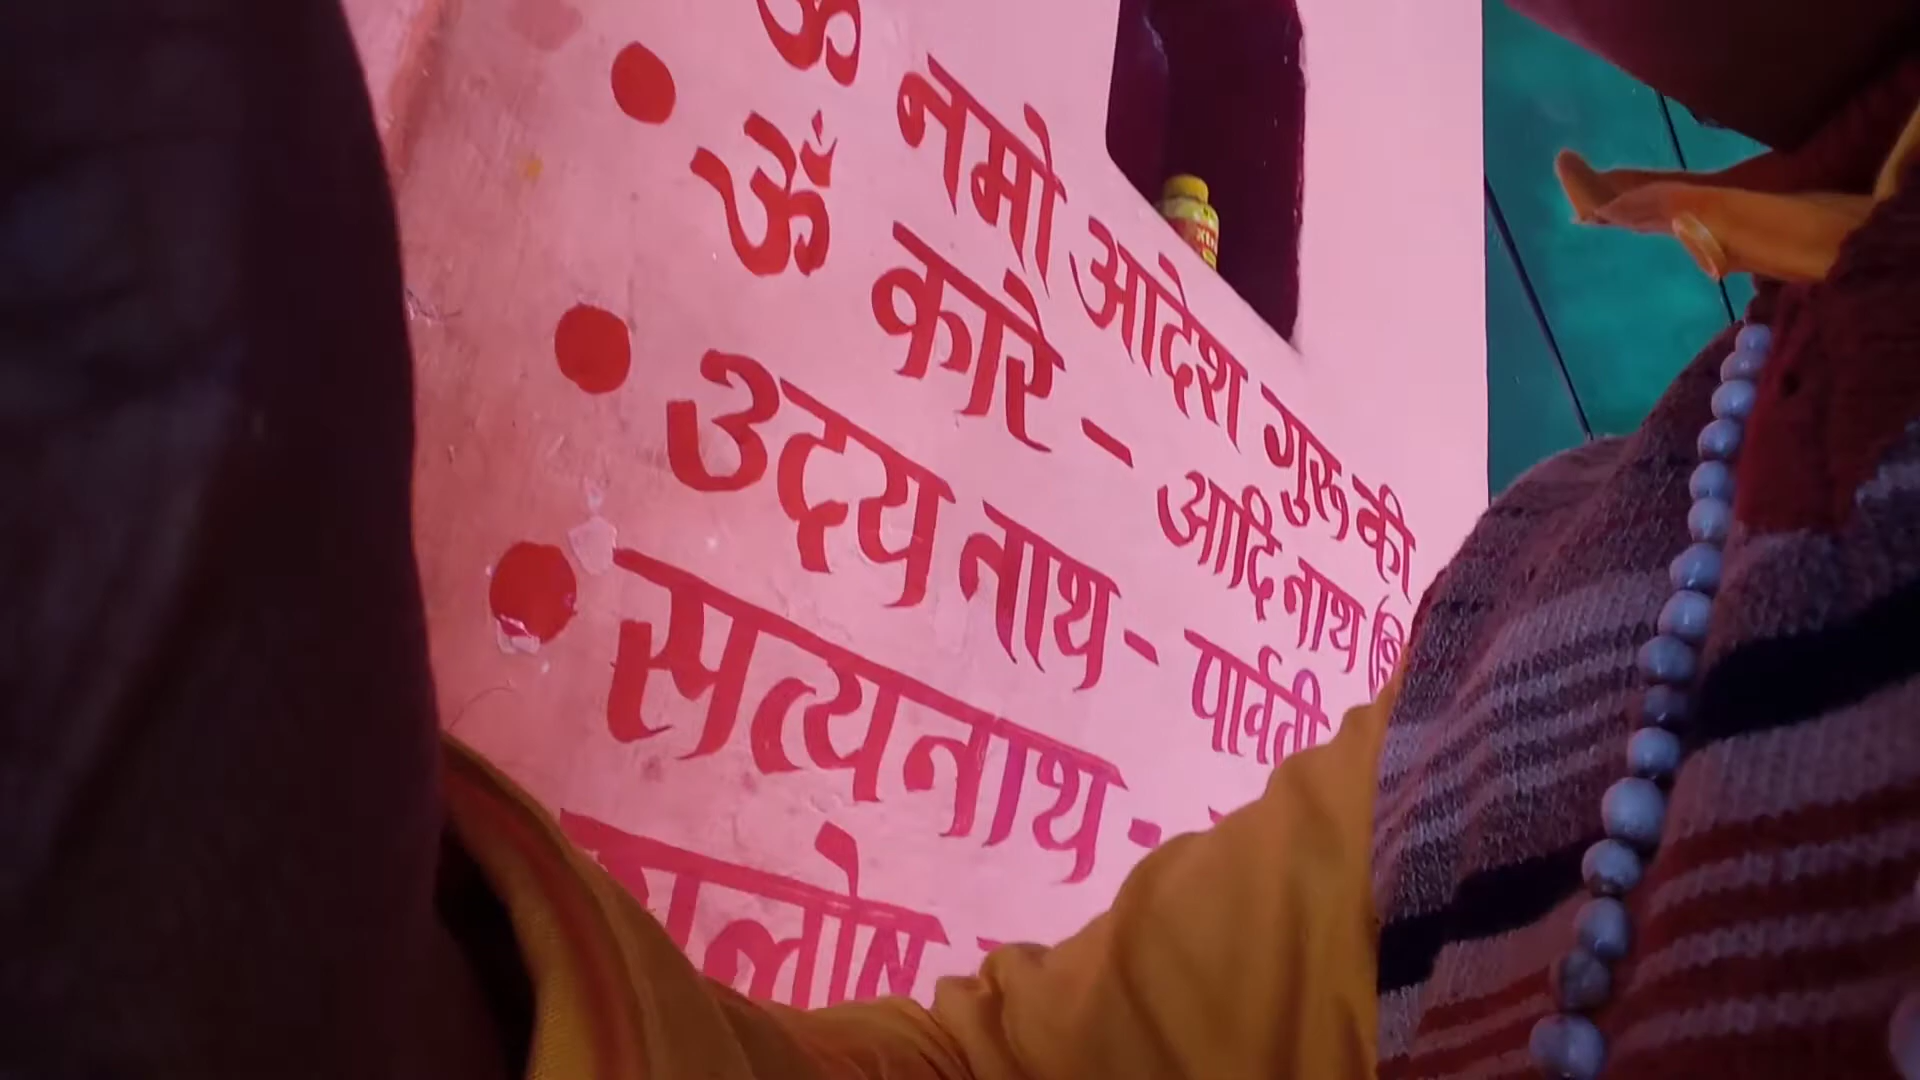 ॐ नमो आदेश गुरू की
ॐ कारे - आदि नाथ
उदय नाथ - पार्वती
सत्यनाथ -